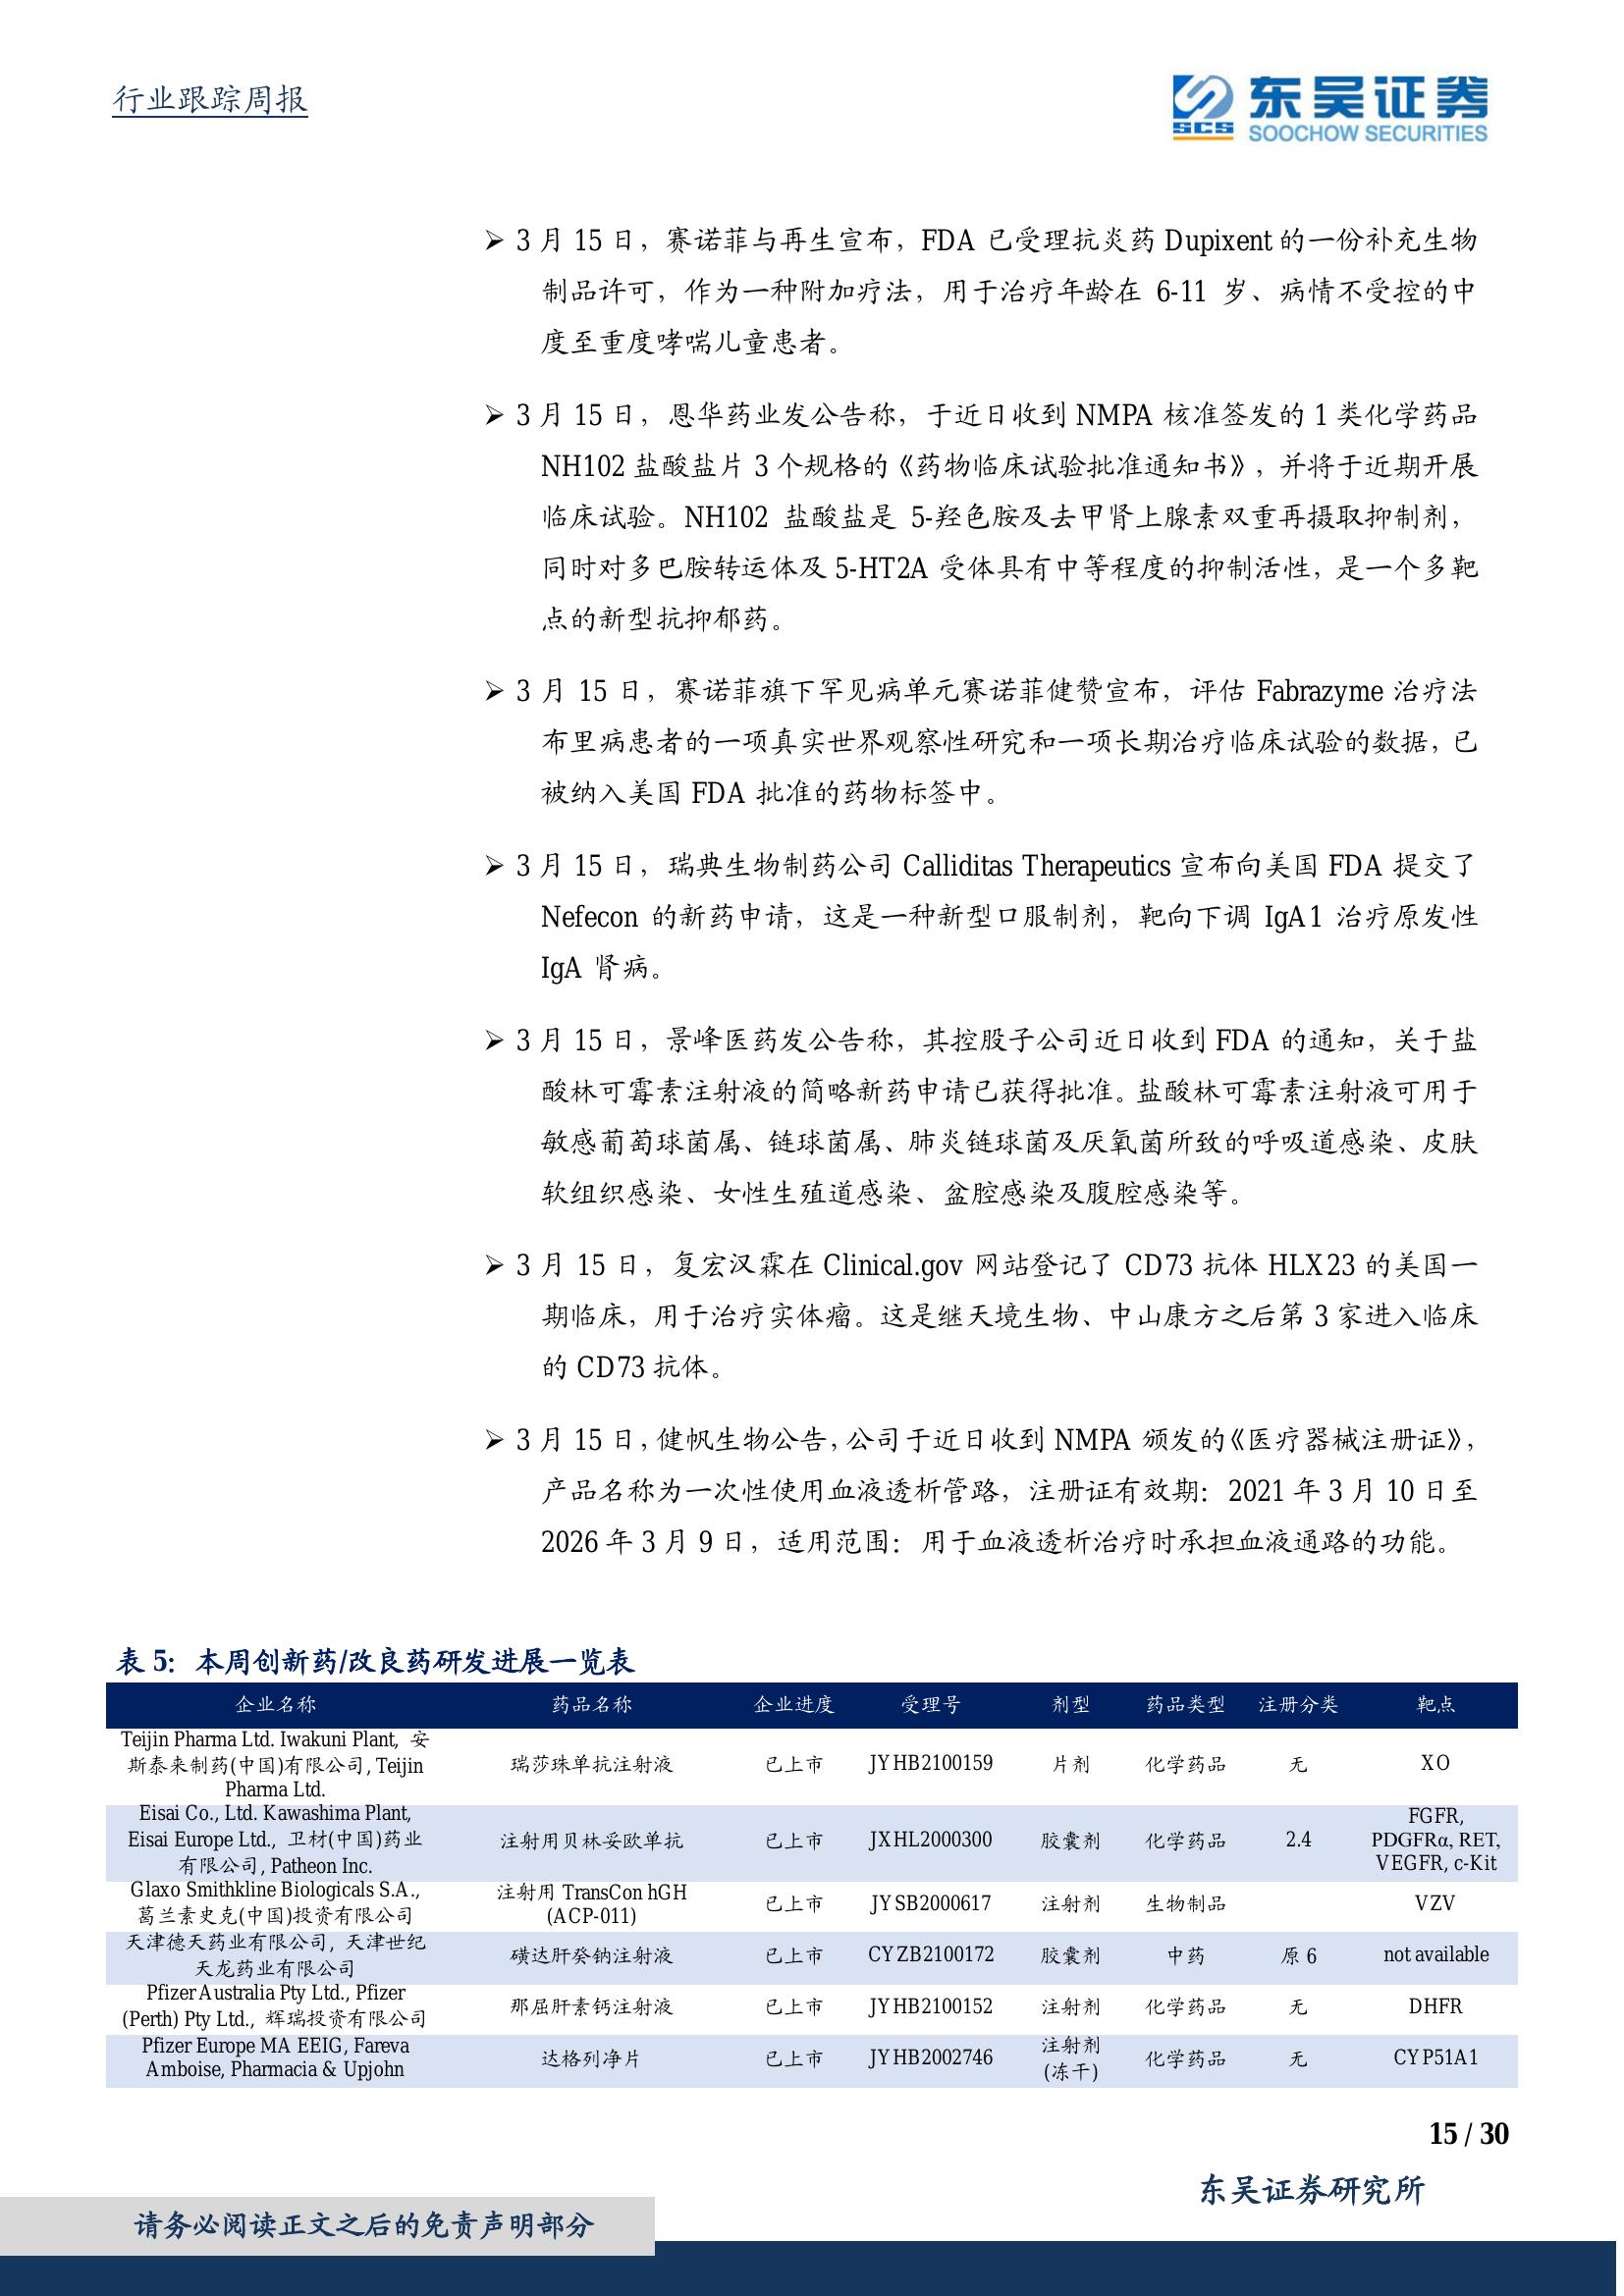 行业跟踪周报
东吴证券
SCS
SOOCHOW SECURITIES
➢ 3 月 15 日，赛诺菲与再生宣布，FDA 已受理抗炎药 Dupixent 的一份补充生物
制品许可，作为一种附加疗法，用于治疗年龄在 6-11 岁、病情不受控的中
度至重度哮喘儿童患者。
➢ 3 月 15 日，恩华药业发公告称，于近日收到 NMPA 核准签发的 1 类化学药品
NH102 盐酸盐片 3 个规格的《药物临床试验批准通知书》，并将于近期开展
临床试验。NH102 盐酸盐是 5-羟色胺及去甲肾上腺素双重再摄取抑制剂，
同时对多巴胺转运体及 5-HT2A 受体具有中等程度的抑制活性，是一个多靶
点的新型抗抑郁药。
➢ 3 月 15 日，赛诺菲旗下罕见病单元赛诺菲健赞宣布，评估 Fabrazyme 治疗法
布里病患者的一项真实世界观察性研究和一项长期治疗临床试验的数据，已
被纳入美国 FDA 批准的药物标签中。
➢ 3 月 15 日，瑞典生物制药公司 Calliditas Therapeutics 宣布向美国 FDA 提交了
Nefecon 的新药申请，这是一种新型口服制剂，靶向下调 IgA1 治疗原发性
IgA 肾病。
➢ 3 月 15 日，景峰医药发公告称，其控股子公司近日收到 FDA 的通知，关于盐
酸林可霉素注射液的简略新药申请已获得批准。盐酸林可霉素注射液可用于
敏感葡萄球菌属、链球菌属、肺炎链球菌及厌氧菌所致的呼吸道感染、皮肤
软组织感染、女性生殖道感染、盆腔感染及腹腔感染等。
➢ 3 月 15 日，复宏汉霖在 Clinical.gov 网站登记了 CD73 抗体 HLX23 的美国一
期临床，用于治疗实体瘤。这是继天境生物、中山康方之后第 3 家进入临床
的 CD73 抗体。
➢ 3 月 15 日，健帆生物公告，公司于近日收到 NMPA 颁发的《医疗器械注册证》，
产品名称为一次性使用血液透析管路，注册证有效期：2021 年 3 月 10 日至
2026 年 3 月 9 日，适用范围：用于血液透析治疗时承担血液通路的功能。
表 5：本周创新药/改良药研发进展一览表
企业名称 药品名称 企业进度 受理号 剂型 药品类型 注册分类 靶点
Teijin Pharma Ltd. Iwakuni Plant, 安
斯泰来制药(中国)有限公司, Teijin
Pharma Ltd.
瑞莎珠单抗注射液 已上市 JYHB2100159 片剂 化学药品 无 XO
Eisai Co., Ltd. Kawashima Plant,
Eisai Europe Ltd., 卫材(中国)药业
有限公司, Patheon Inc.
注射用贝林妥欧单抗 已上市 JXHL2000300 胶囊剂 化学药品 2.4
FGFR,
PDGFRα, RET,
VEGFR, c-Kit
Glaxo Smithkline Biologicals S.A.,
葛兰素史克(中国)投资有限公司
注射用 TransCon hGH
(ACP-011)
已上市 JYSB2000617 注射剂 生物制品 VZV
天津德天药业有限公司, 天津世纪
天龙药业有限公司
磺达肝癸钠注射液 已上市 CYZB2100172 胶囊剂 中药 原 6 not available
Pfizer Australia Pty Ltd., Pfizer
(Perth) Pty Ltd., 辉瑞投资有限公司
那屈肝素钙注射液 已上市 JYHB2100152 注射剂 化学药品 无 DHFR
Pfizer Europe MA EEIG, Fareva
Amboise, Pharmacia & Upjohn
达格列净片 已上市 JYHB2002746
注射剂
(冻干)
化学药品 无 CYP51A1
15 / 30
东吴证券研究所
请务必阅读正文之后的免责声明部分